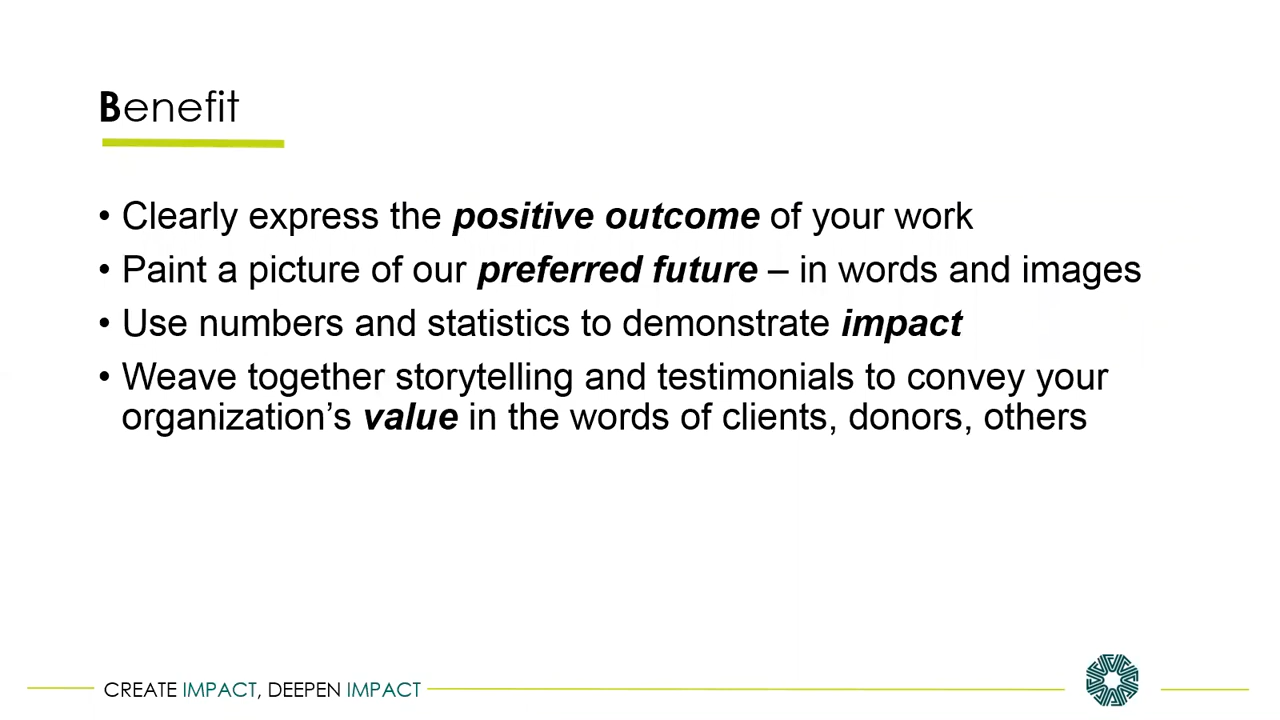 Benefit
• Clearly express the positive outcome of your work
• Paint a picture of our preferred future – in words and images
• Use numbers and statistics to demonstrate impact
• Weave together storytelling and testimonials to convey your
organization’s value in the words of clients, donors, others
CREATE IMPACT, DEEPEN IMPACT